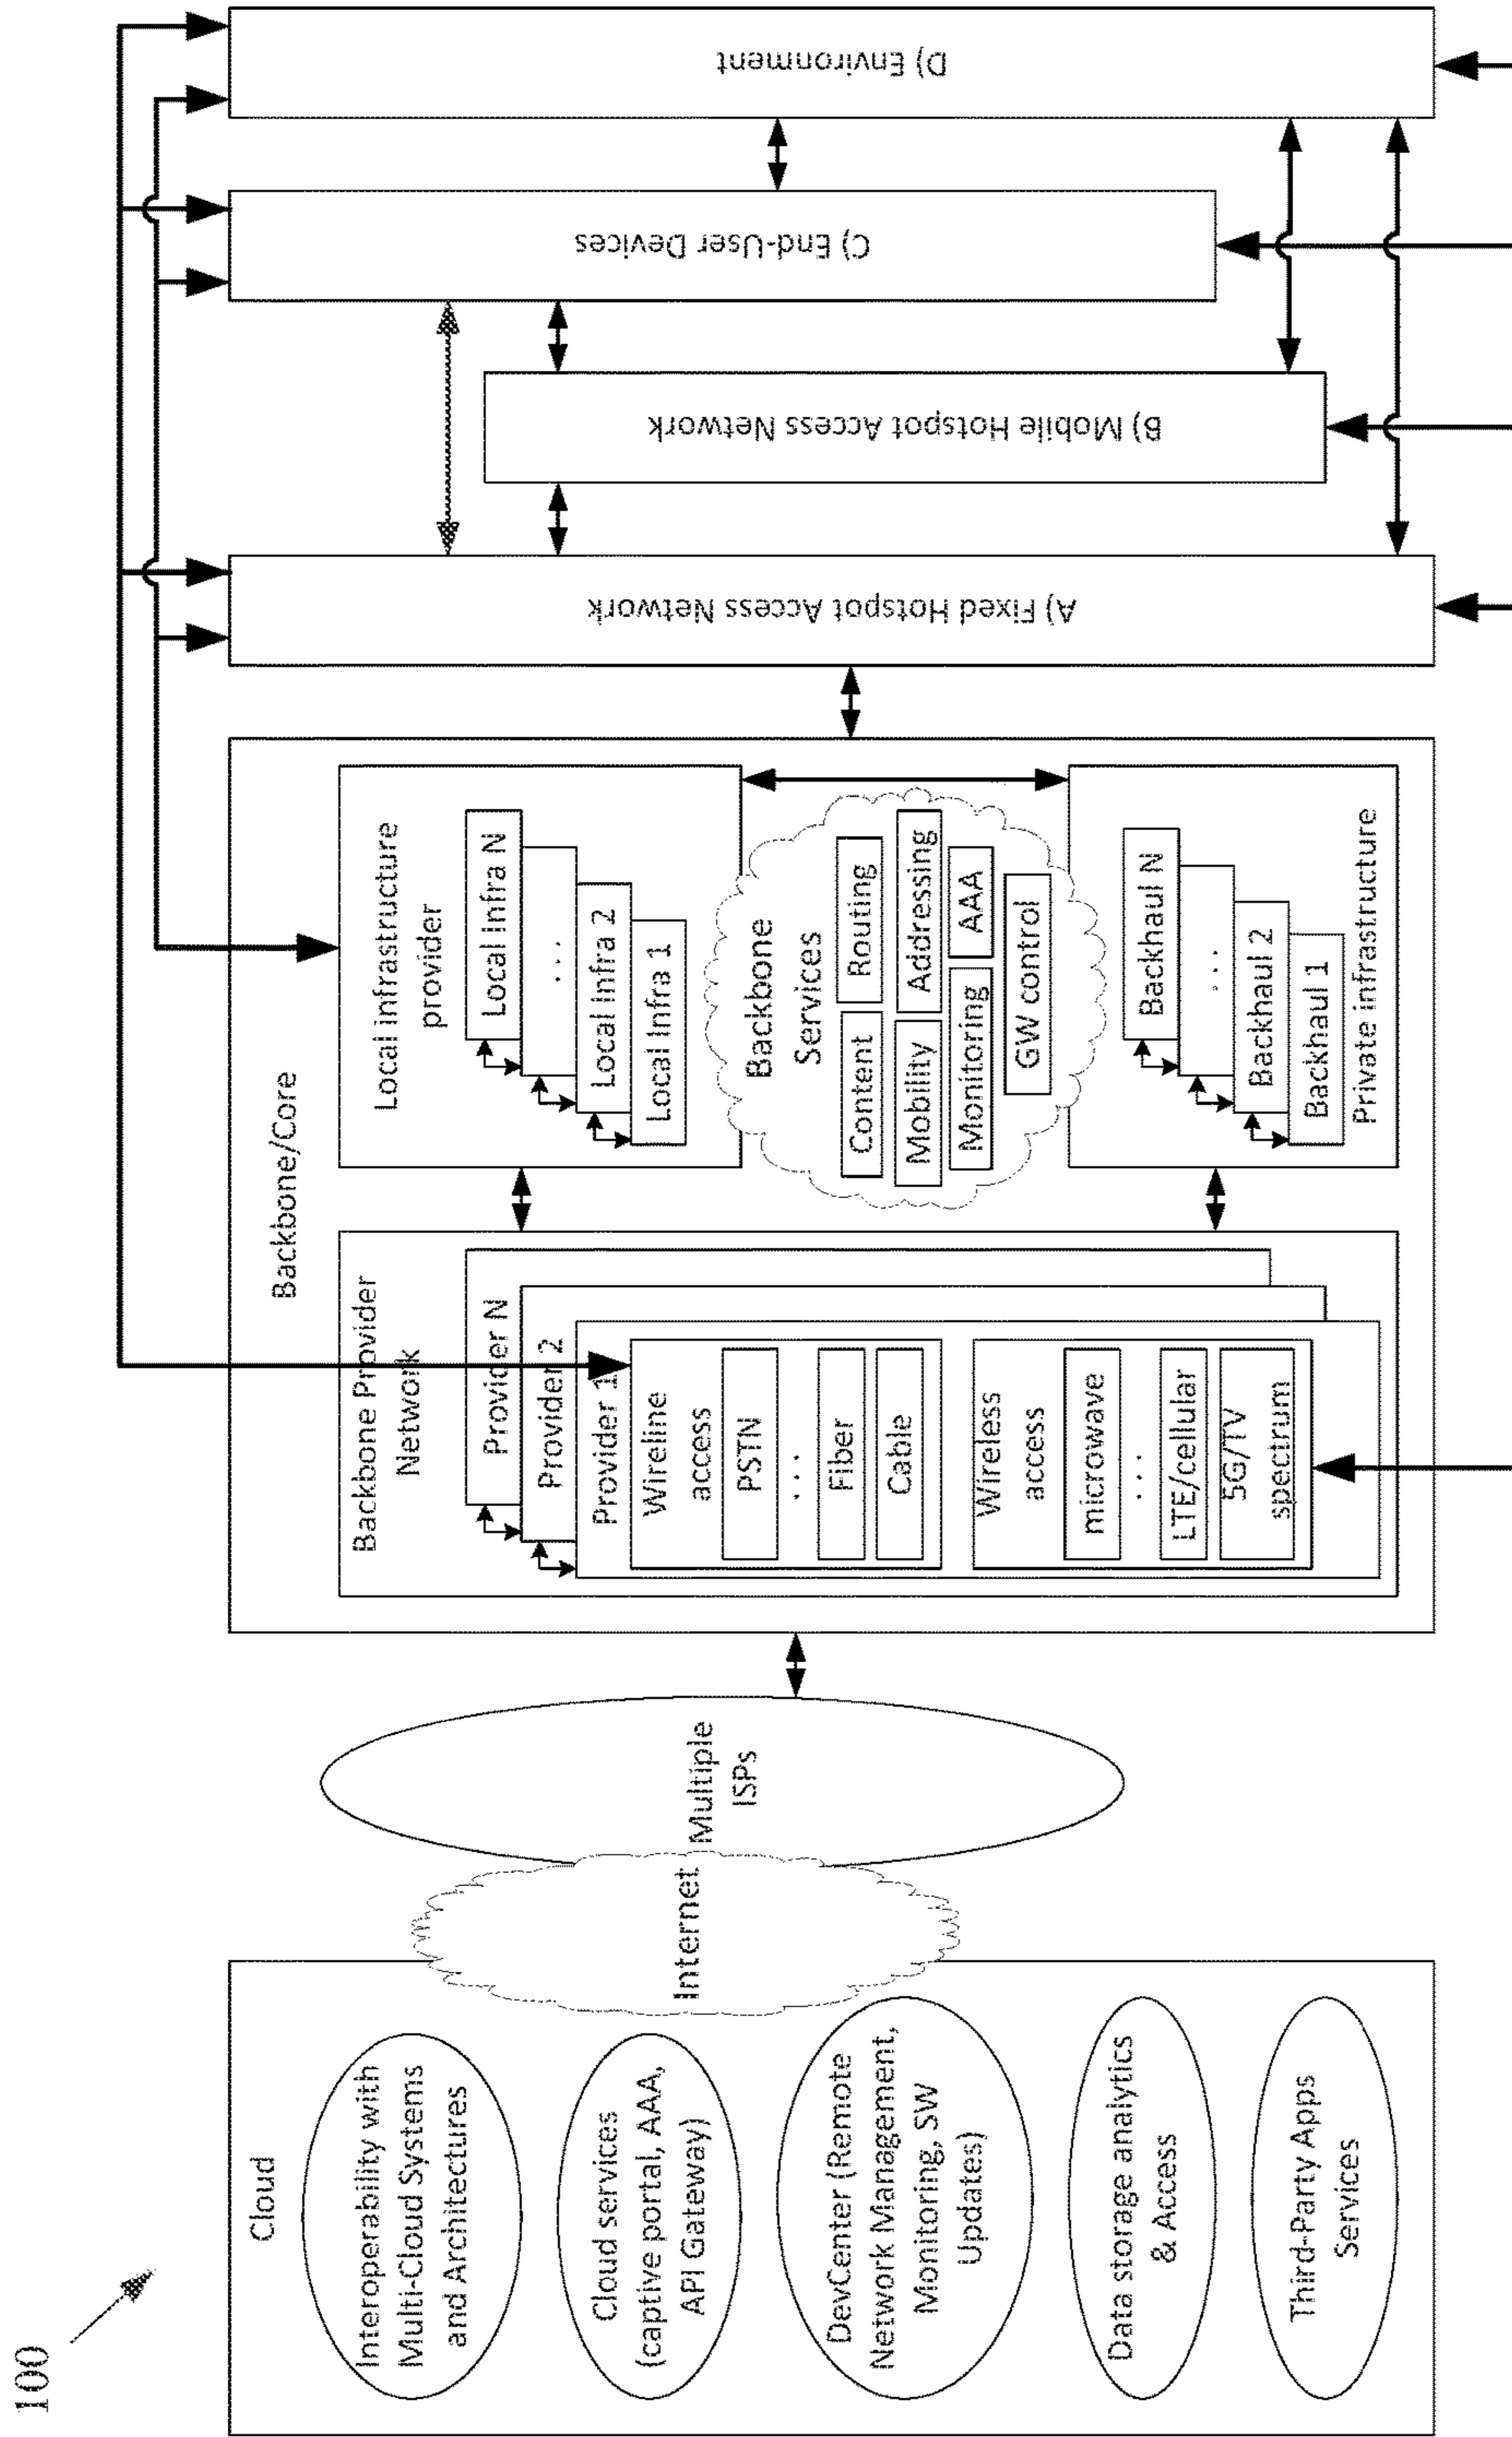 100
Cloud
Interoperability with
Multi-Cloud Systems
and Architectures
Cloud services
(captive portal, AAA,
API Gateway)
DevCenter (Remote
Network Management,
Monitoring, SW
Updates)
Data storage analytics
& Access
Third-Party Apps
Services
Internet
Multiple
ISPs
Backbone/Core
Backbone Provider
Network
Provider N
Provider 2
Provider 1
Wireline
access
PSTN
...
Fiber
Cable
Wireless
access
microwave
...
LTE/cellular
5G/TV
spectrum
Local infrastructure
provider
Local Infra N
...
Local Infra 2
Local Infra 1
Backbone
Services
Content
Routing
Mobility
Addressing
Monitoring
AAA
GW control
Backhaul N
...
Backhaul 2
Backhaul 1
Private infrastructure
A) Fixed Hotspot Access Network
B) Mobile Hotspot Access Network
C) End-User Devices
D) Environment